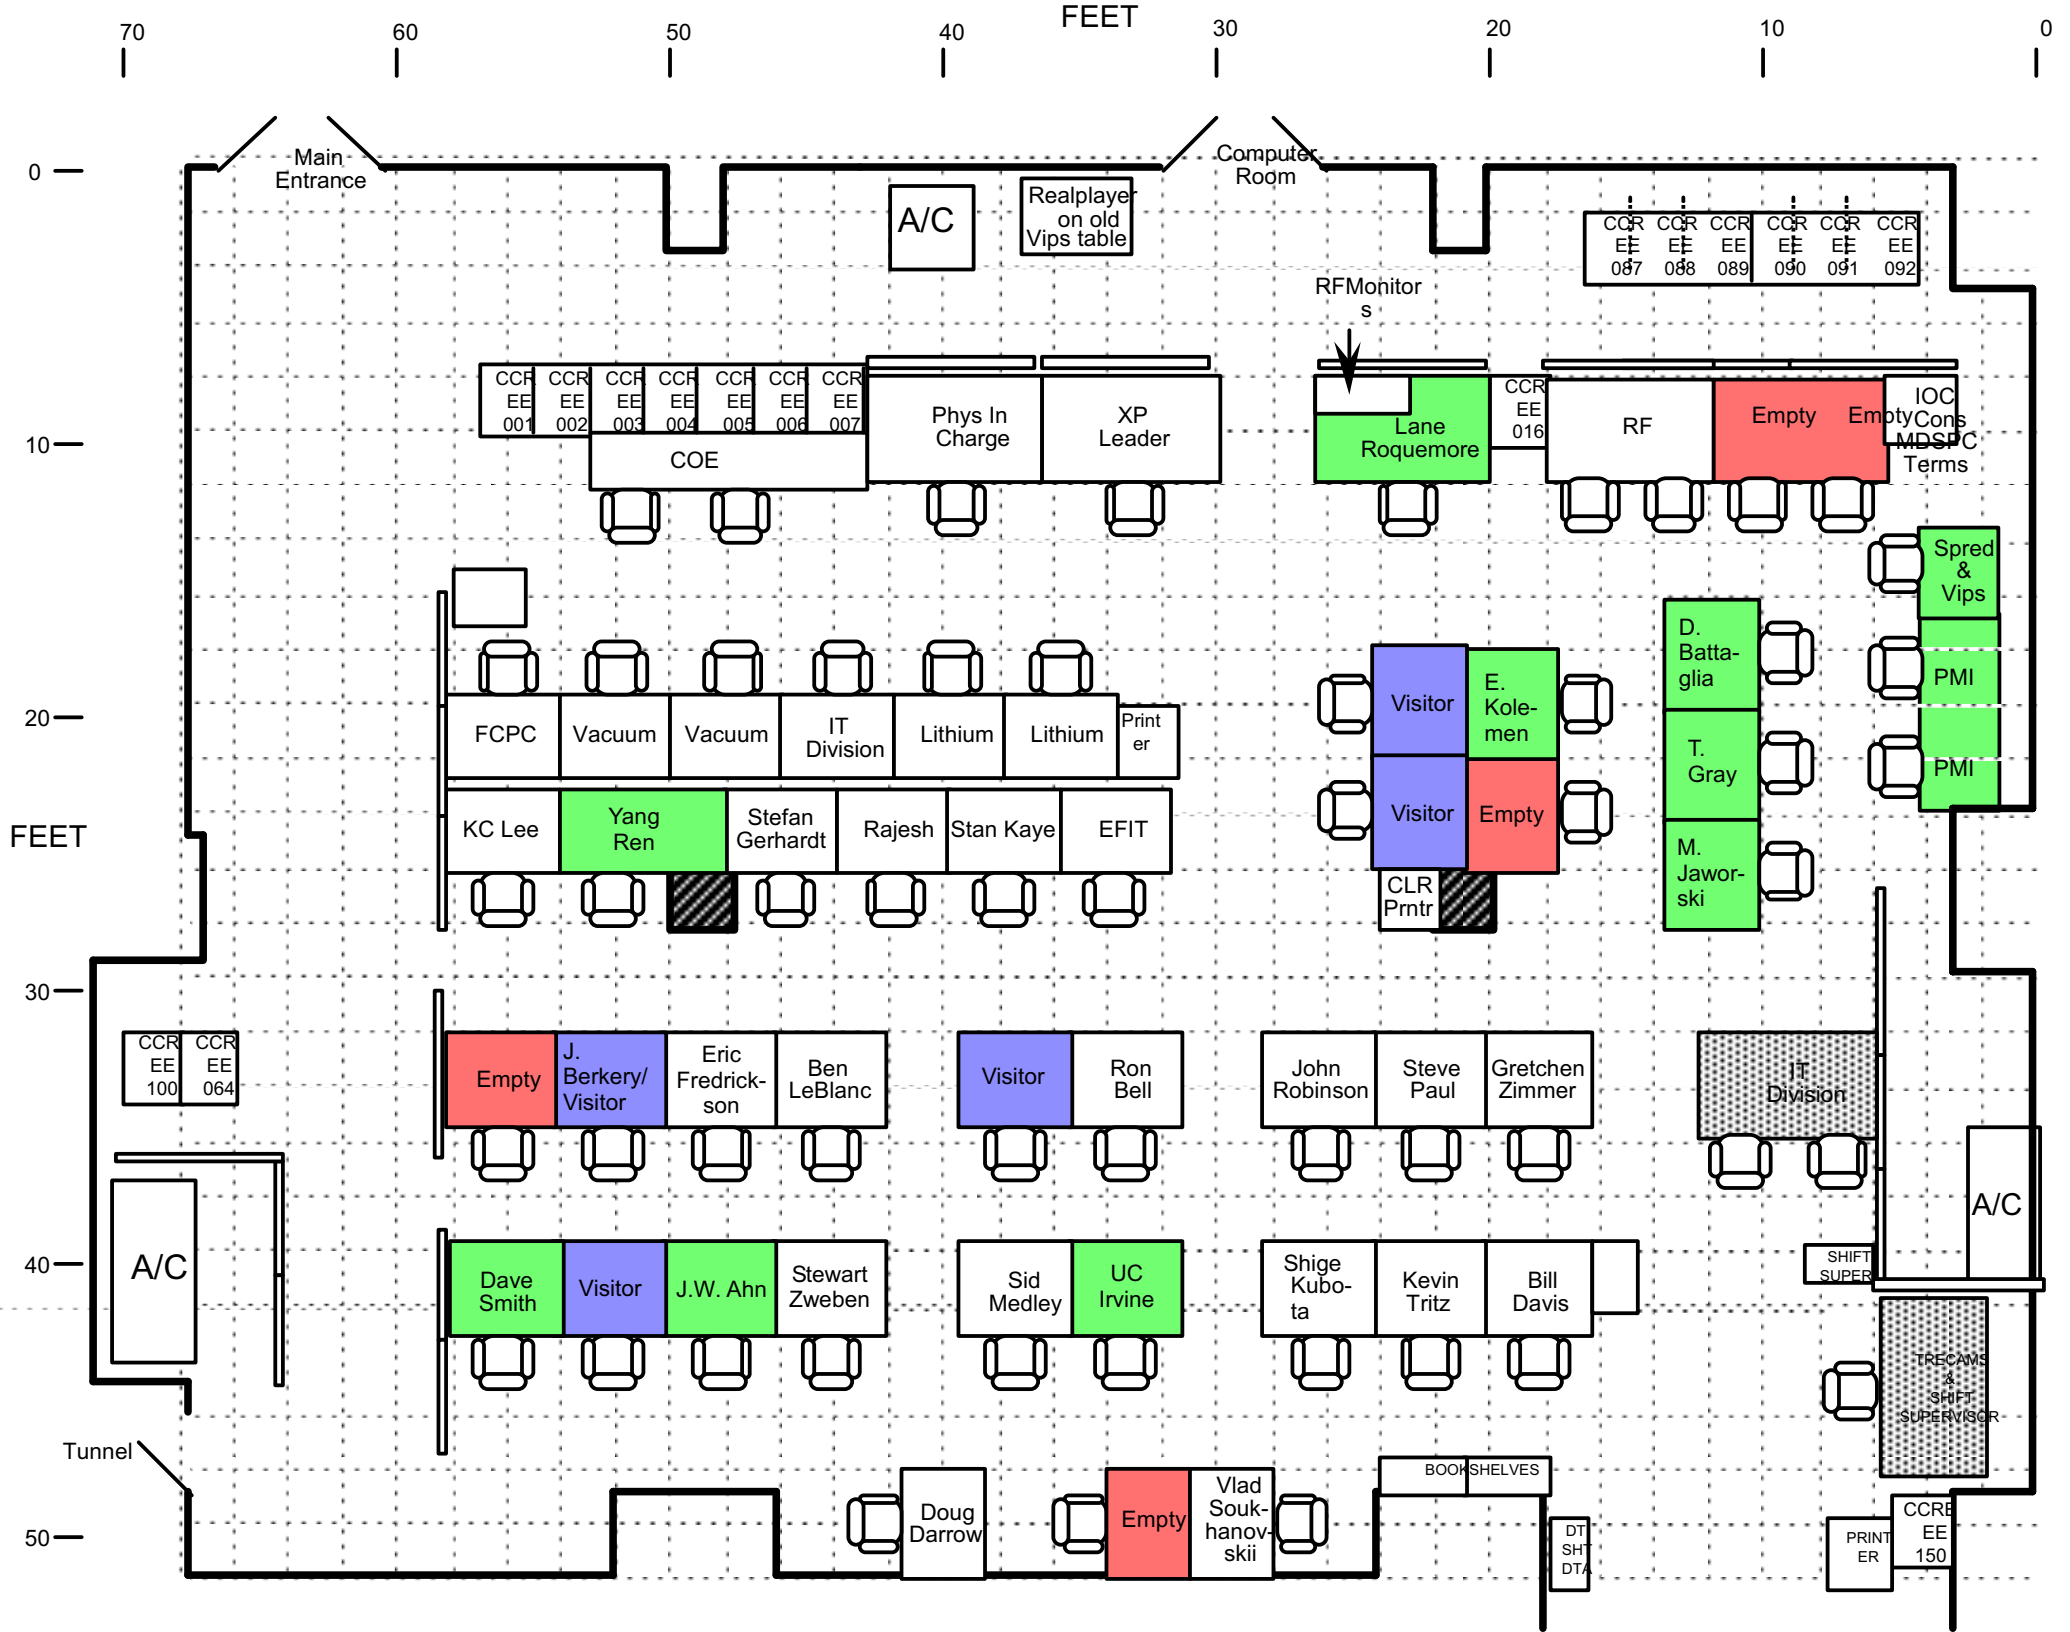 FEET
70
60
50
40
30
20
10
0
0
10
20
FEET
30
40
50
Main
Entrance
Computer
Room
A/C
Realplayer
on old
Vips table
RFMonitor
s
CCR
EE
087
CCR
EE
088
CCR
EE
089
CCR
EE
090
CCR
EE
091
CCR
EE
092
CCR
EE
001
CCR
EE
002
CCR
EE
003
CCR
EE
004
CCR
EE
005
CCR
EE
006
CCR
EE
007
COE
Phys In
Charge
XP
Leader
Lane
Roquemore
CCR
EE
016
RF
Empty
Empty
IOC
Cons
MDSPC
Terms
Spred
&
Vips
PMI
PMI
D.
Batta-
glia
T.
Gray
M.
Jawor-
ski
FCPC
Vacuum
Vacuum
IT
Division
Lithium
Lithium
Print
er
Visitor
E.
Kole-
men
Visitor
Empty
CLR
Prntr
KC Lee
Yang
Ren
Stefan
Gerhardt
Rajesh
Stan Kaye
EFIT
CCR
EE
100
CCR
EE
064
Empty
J.
Berkery/
Visitor
Eric
Fredrick-
son
Ben
LeBlanc
Visitor
Ron
Bell
John
Robinson
Steve
Paul
Gretchen
Zimmer
IT
Division
A/C
A/C
SHIFT
SUPER
Dave
Smith
Visitor
J.W. Ahn
Stewart
Zweben
Sid
Medley
UC
Irvine
Shige
Kubo-
ta
Kevin
Tritz
Bill
Davis
TRECAMS
&
SHIFT
SUPERVISOR
Tunnel
Doug
Darrow
Empty
Vlad
Souk-
hanov-
skii
BOOKSHELVES
DT
SHT
DTA
PRINT
ER
CCRE
EE
150